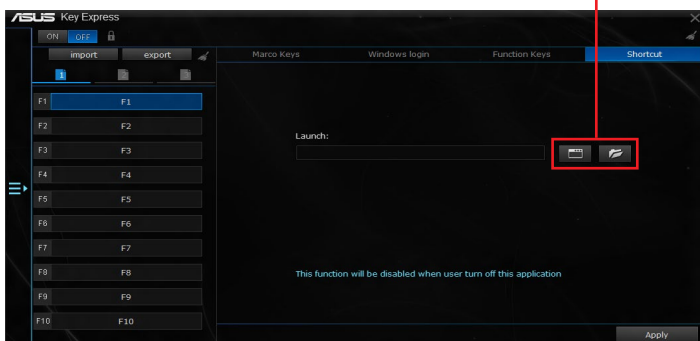 ASUS Key Express
ON OFF
import export
Marco Keys Windows login Function Keys Shortcut
1 2 3
F1 F1
F2 F2
Launch:
F3 F3
F4 F4
F5 F5
F6 F6
F7 F7
F8 F8
This function will be disabled when user turn off this application
F9 F9
F10 F10
Apply